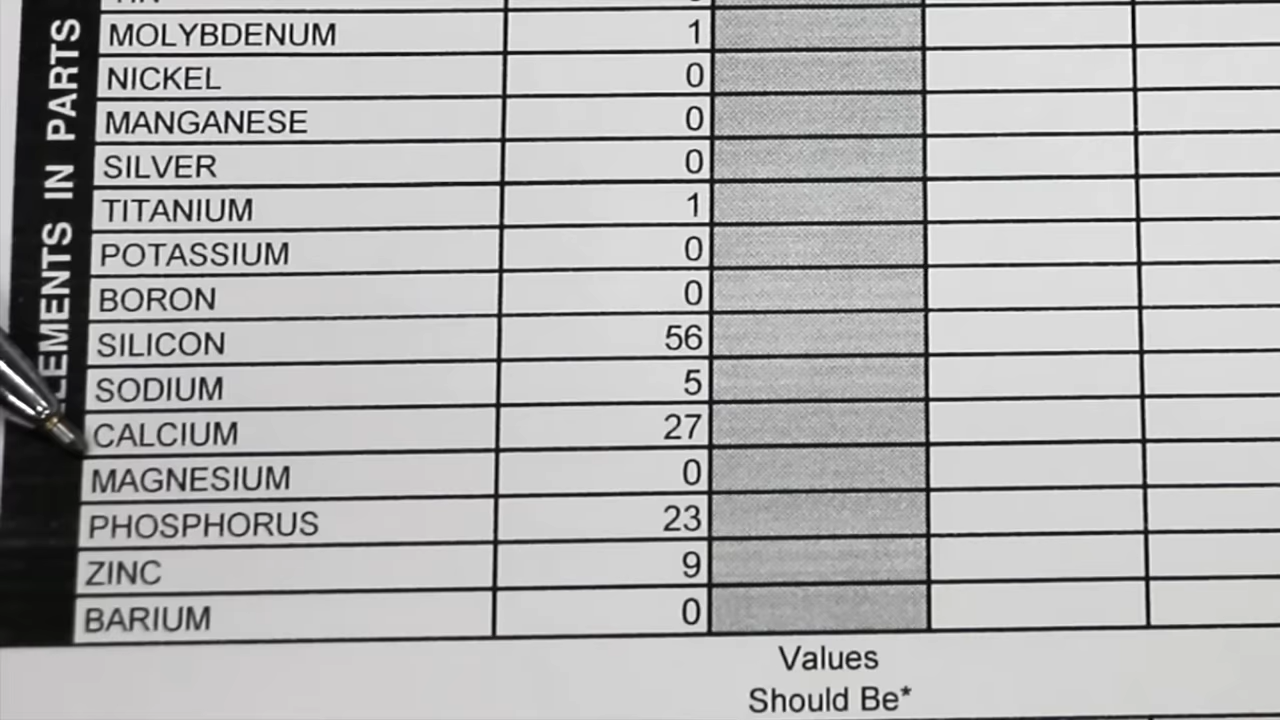 ELEMENTS IN PARTS
MOLYBDENUM 1
NICKEL 0
MANGANESE 0
SILVER 0
TITANIUM 1
POTASSIUM 0
BORON 0
SILICON 56
SODIUM 5
CALCIUM 27
MAGNESIUM 0
PHOSPHORUS 23
ZINC 9
BARIUM 0
Values
Should Be*